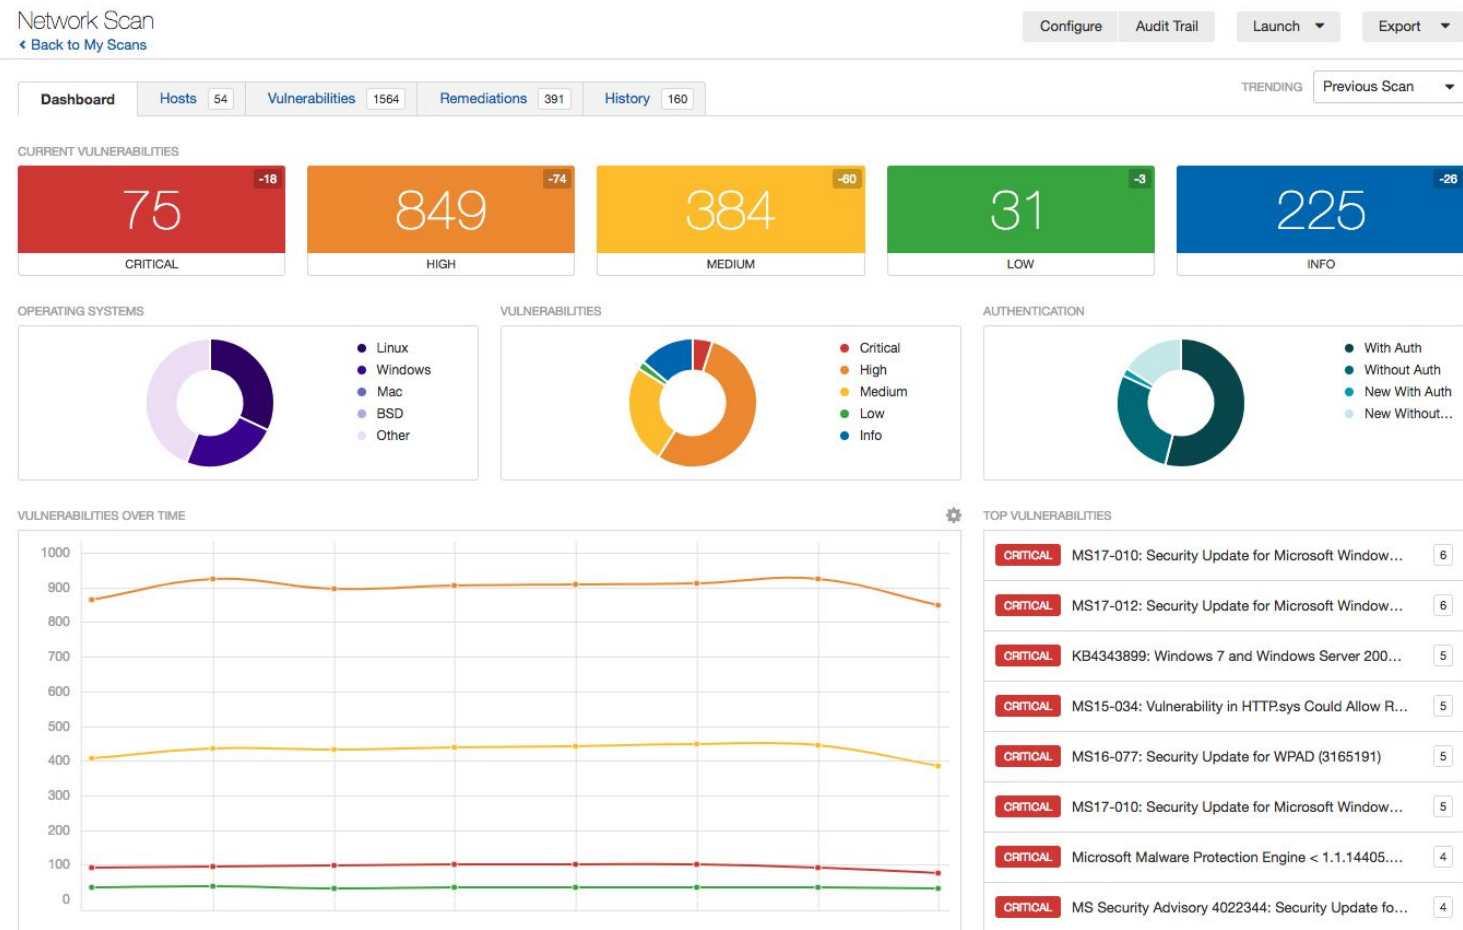 Network Scan
Back to My Scans
Configure Audit Trail Launch Export
Dashboard Hosts 54 Vulnerabilities 1564 Remediations 391 History 160
TRENDING Previous Scan
CURRENT VULNERABILITIES
75 -18 849 -74 384 -60 31 -3 225 -26
CRITICAL HIGH MEDIUM LOW INFO
OPERATING SYSTEMS
Linux
Windows
Mac
BSD
Other
VULNERABILITIES
Critical
High
Medium
Low
Info
AUTHENTICATION
With Auth
Without Auth
New With Auth
New Without...
VULNERABILITIES OVER TIME
1000
900
800
700
600
500
400
300
200
100
0
TOP VULNERABILITIES
CRITICAL MS17-010: Security Update for Microsoft Window... 6
CRITICAL MS17-012: Security Update for Microsoft Window... 6
CRITICAL KB4343899: Windows 7 and Windows Server 200... 5
CRITICAL MS15-034: Vulnerability in HTTP.sys Could Allow R... 5
CRITICAL MS16-077: Security Update for WPAD (3165191) 5
CRITICAL MS17-010: Security Update for Microsoft Window... 5
CRITICAL Microsoft Malware Protection Engine < 1.1.14405.... 4
CRITICAL MS Security Advisory 4022344: Security Update fo... 4